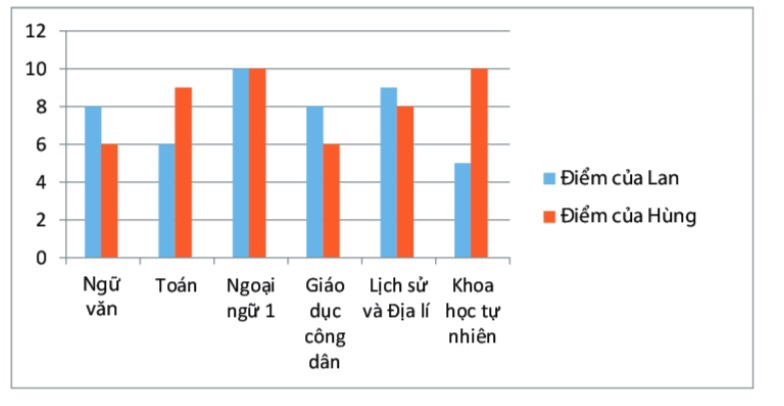 12
10
8
6
4
2
0
Ngữ văn
Toán
Ngoại ngữ 1
Giáo dục công dân
Lịch sử và Địa lí
Khoa học tự nhiên
Điểm của Lan
Điểm của Hùng